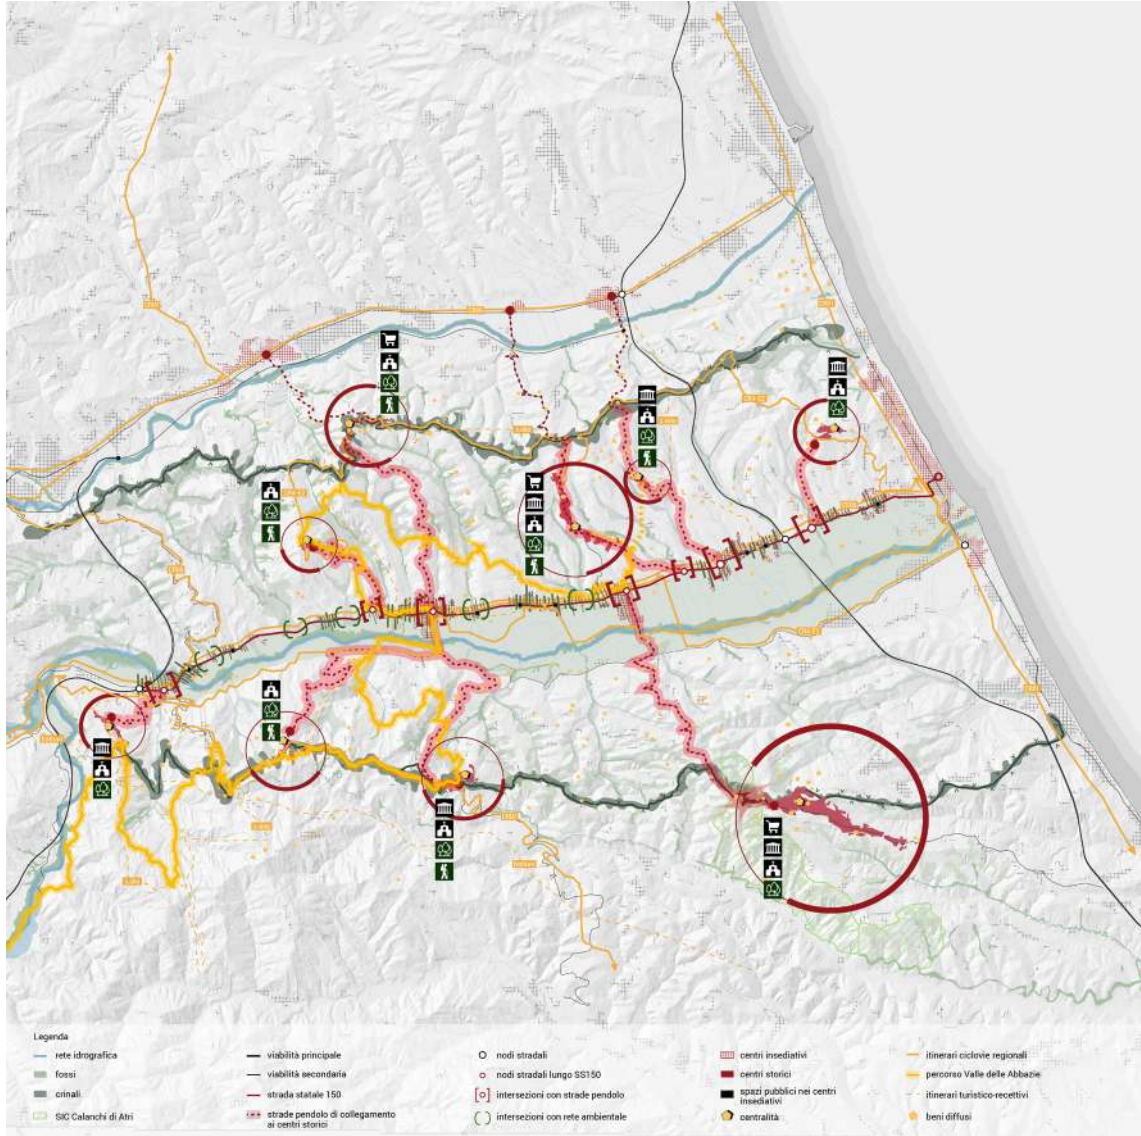 Legenda
rete idrografica
fossi
crinali
SIC Calanchi di Atri
viabilità principale
viabilità secondaria
strada statale 150
strade pendolo di collegamento
ai centri storici
nodi stradali
nodi stradali lungo SS150
intersezioni con strade pendolo
intersezioni con rete ambientale
centri insediativi
centri storici
spazi pubblici nei centri
insediativi
centralità
itinerari ciclovie regionali
percorso Valle delle Abbazie
itinerari turistico-recettivi
beni diffusi